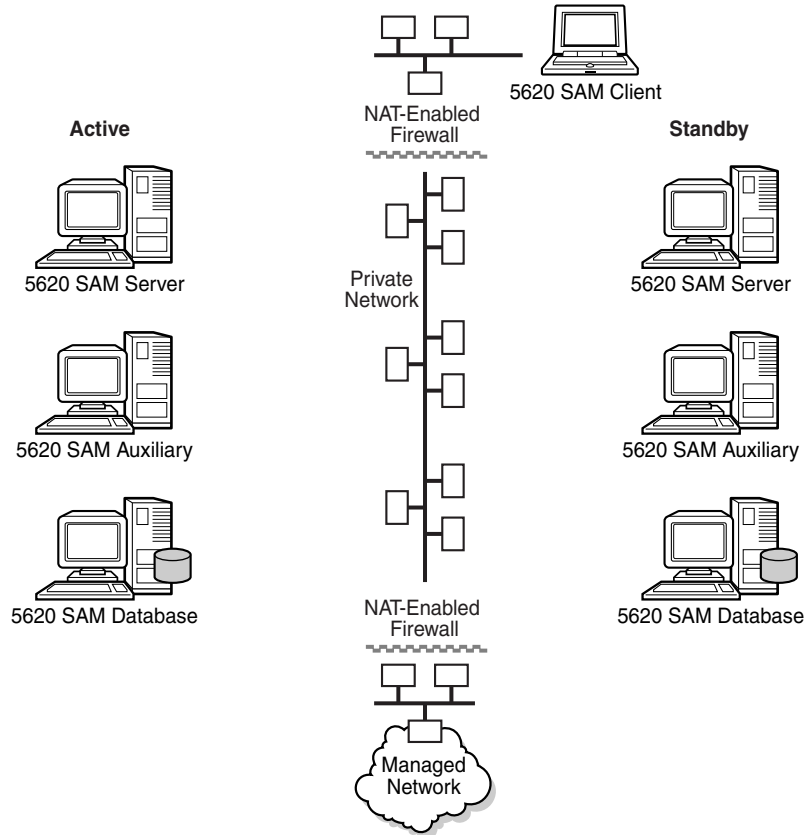 5620 SAM Client
NAT-Enabled
Firewall
Active
Standby
5620 SAM Server
Private
Network
5620 SAM Server
5620 SAM Auxiliary
5620 SAM Auxiliary
5620 SAM Database
NAT-Enabled
Firewall
5620 SAM Database
Managed
Network